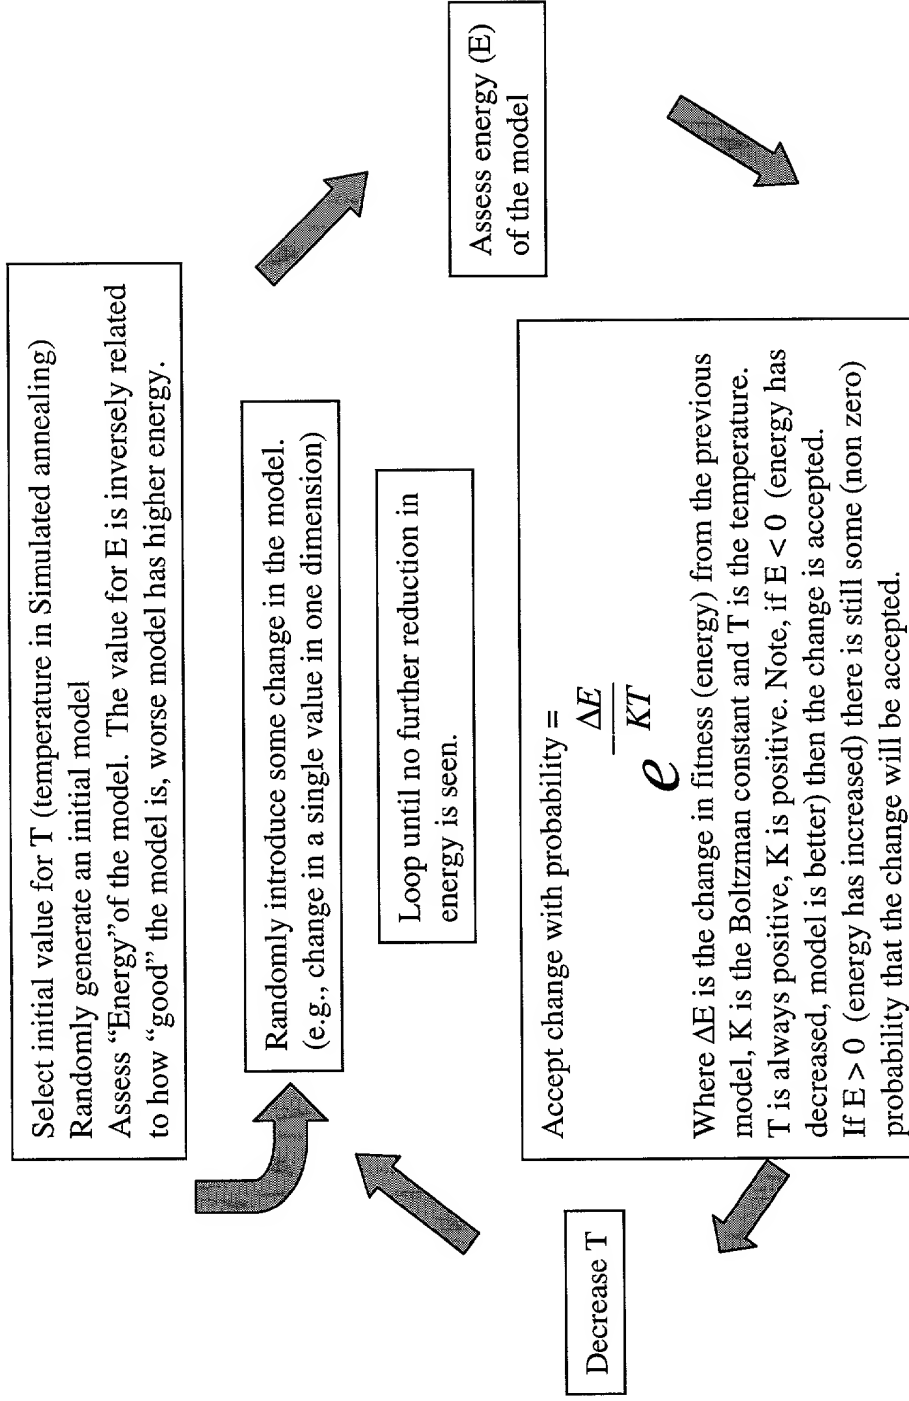 Select initial value for T (temperature in Simulated annealing)
Randomly generate an initial model
Assess “Energy”of the model.  The value for E is inversely related
to how “good” the model is, worse model has higher energy.
Randomly introduce some change in the model.
(e.g., change in a single value in one dimension)
Loop until no further reduction in
energy is seen.
Assess energy (E)
of the model
Accept change with probability =
e ΔE
KT
Where ΔE is the change in fitness (energy) from the previous
model, K is the Boltzman constant and T is the temperature.
T is always positive, K is positive. Note, if E < 0 (energy has
decreased, model is better) then the change is accepted.
If E > 0 (energy has increased) there is still some (non zero)
probability that the change will be accepted.
Decrease T